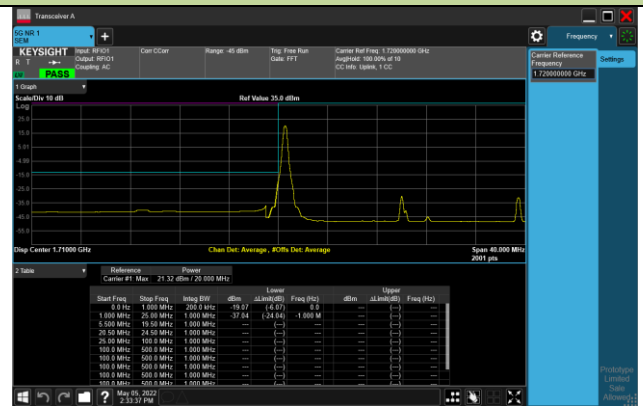 Transceiver A
5G NR 1
SEM
Frequency
KEYSIGHT
R T
PASS
Input: RFIO1
Output: RFIO1
Coupling: AC
Corr CCorr
Range: -45 dBm
Trig: Free Run
Gate: FFT
Carrier Ref Freq: 1.720000000 GHz
Avg|Hold: 100.00% of 10
CC Info: Uplink, 1 CC
Carrier Reference
Frequency
1.720000000 GHz
Settings
1 Graph
Scale/Div 10 dB
Ref Value 35.0 dBm
Log
25.0
15.0
5.01
-4.99
-15.0
-25.0
-35.0
-45.0
-55.0
Disp Center 1.71000 GHz
Chan Det: Average , #Offs Det: Average
Span 40.000 MHz
2001 pts
2 Table
Reference Power
Carrier #1: Max 21.32 dBm / 20.000 MHz
Lower Upper
Start Freq Stop Freq Integ BW dBm ΔLimit(dB) Freq (Hz) dBm ΔLimit(dB) Freq (Hz)
0.0 Hz 1.000 MHz 200.0 kHz -19.07 (-6.07) 0.0 --- (---) ---
1.000 MHz 25.00 MHz 1.000 MHz -37.04 (-24.04) -1.000 M --- (---) ---
5.500 MHz 19.50 MHz 1.000 MHz --- (---) --- --- (---) ---
20.50 MHz 24.50 MHz 1.000 MHz --- (---) --- --- (---) ---
25.00 MHz 100.0 MHz 1.000 MHz --- (---) --- --- (---) ---
100.0 MHz 500.0 MHz 1.000 MHz --- (---) --- --- (---) ---
100.0 MHz 500.0 MHz 1.000 MHz --- (---) --- --- (---) ---
100.0 MHz 500.0 MHz 1.000 MHz --- (---) --- --- (---) ---
100.0 MHz 500.0 MHz 1.000 MHz --- (---) --- --- (---) ---
100.0 MHz 500.0 MHz 1.000 MHz --- (---) --- --- (---) ---
May 05, 2022
2:33:37 PM
Prototype
Limited
Sale
Allowed